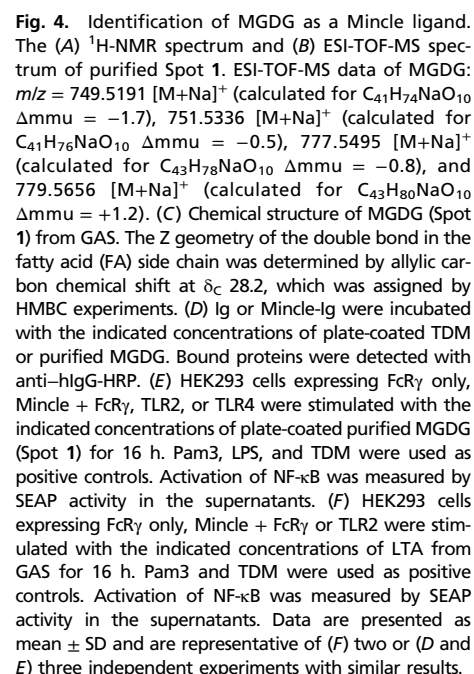 Fig. 4. Identification of MGDG as a Mincle ligand.
The (A) ¹H-NMR spectrum and (B) ESI-TOF-MS spec-
trum of purified Spot 1. ESI-TOF-MS data of MGDG:
m/z = 749.5191 [M+Na]⁺ (calculated for C₄₁H₇₄NaO₁₀
Δmmu = −1.7), 751.5336 [M+Na]⁺ (calculated for
C₄₁H₇₆NaO₁₀ Δmmu = −0.5), 777.5495 [M+Na]⁺
(calculated for C₄₃H₇₈NaO₁₀ Δmmu = −0.8), and
779.5656 [M+Na]⁺ (calculated for C₄₃H₈₀NaO₁₀
Δmmu = +1.2). (C) Chemical structure of MGDG (Spot
1) from GAS. The Z geometry of the double bond in the
fatty acid (FA) side chain was determined by allylic car-
bon chemical shift at δC 28.2, which was assigned by
HMBC experiments. (D) Ig or Mincle-Ig were incubated
with the indicated concentrations of plate-coated TDM
or purified MGDG. Bound proteins were detected with
anti–hIgG-HRP. (E) HEK293 cells expressing FcRγ only,
Mincle + FcRγ, TLR2, or TLR4 were stimulated with the
indicated concentrations of plate-coated purified MGDG
(Spot 1) for 16 h. Pam3, LPS, and TDM were used as
positive controls. Activation of NF-κB was measured by
SEAP activity in the supernatants. (F) HEK293 cells
expressing FcRγ only, Mincle + FcRγ or TLR2 were stim-
ulated with the indicated concentrations of LTA from
GAS for 16 h. Pam3 and TDM were used as positive
controls. Activation of NF-κB was measured by SEAP
activity in the supernatants. Data are presented as
mean ± SD and are representative of (F) two or (D and
E) three independent experiments with similar results.